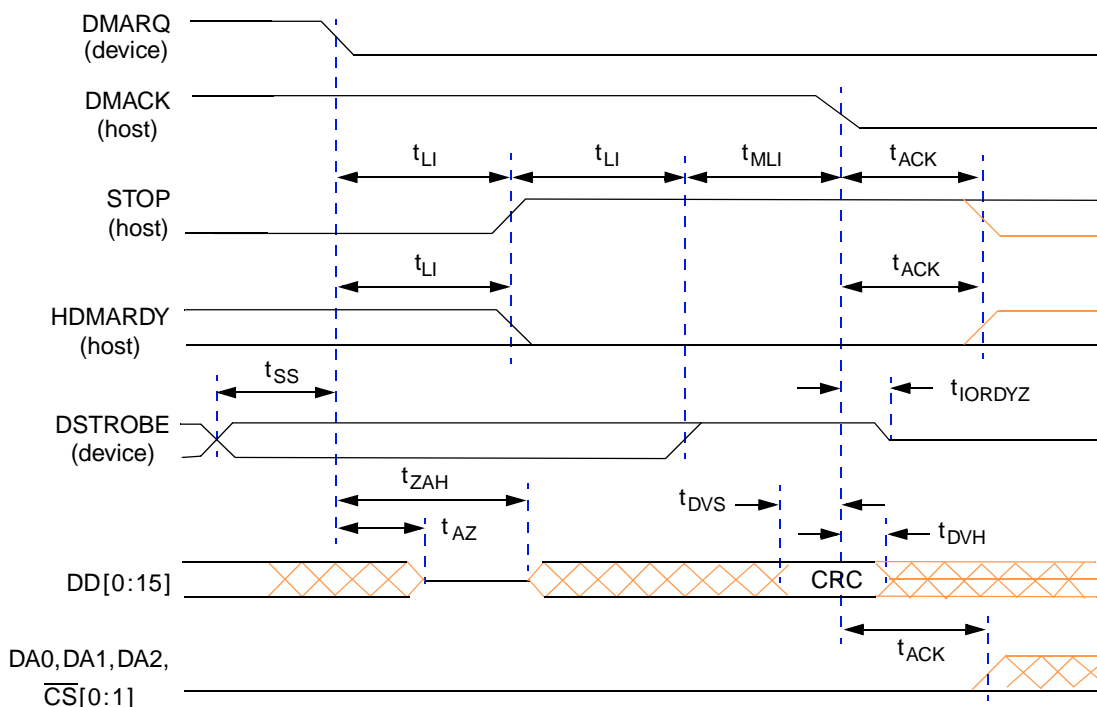 DMARQ
(device)
DMACK
(host)
tLI
tLI
tMLI
tACK
STOP
(host)
tLI
tACK
HDMARDY
(host)
tSS
tIORDYZ
DSTROBE
(device)
tZAH
tDVS
tAZ
tDVH
DD[0:15]
CRC
tACK
DA0,DA1,DA2,
C̅S̅[0:1]